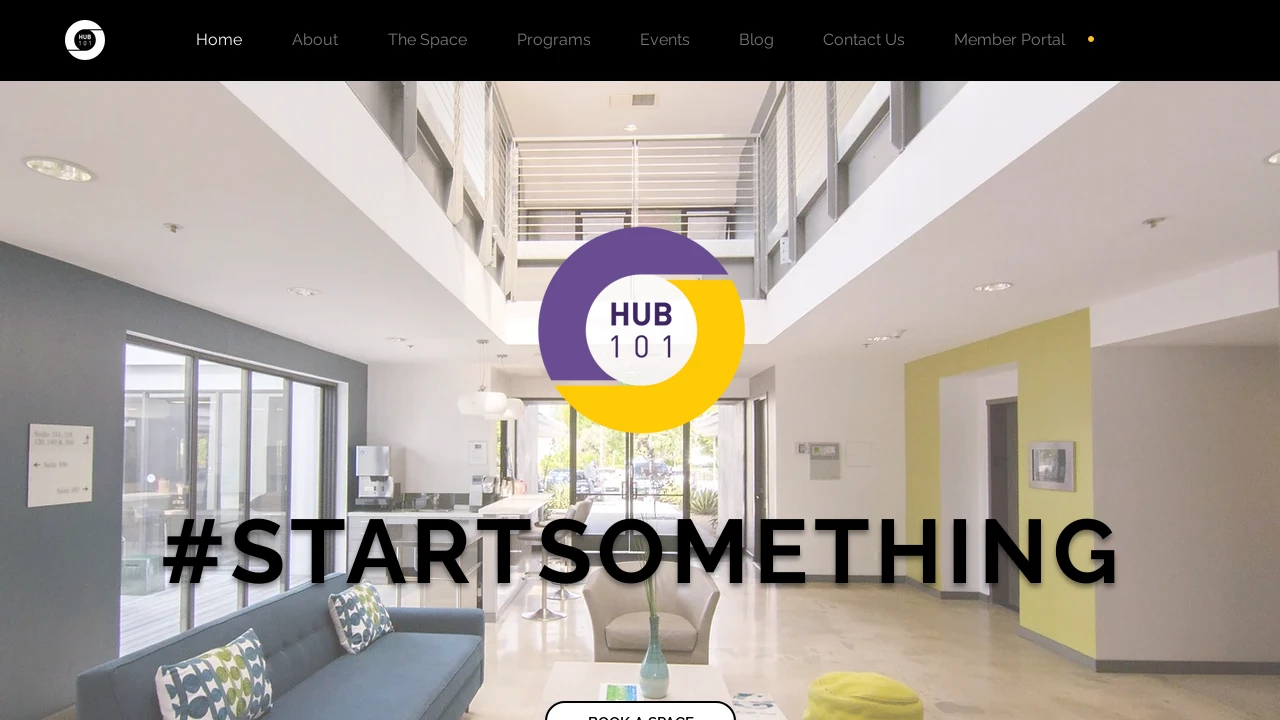 HUB
101
Home
About
The Space
Programs
Events
Blog
Contact Us
Member Portal
HUB
101
#STARTSOMETHING
BOOK A SPACE